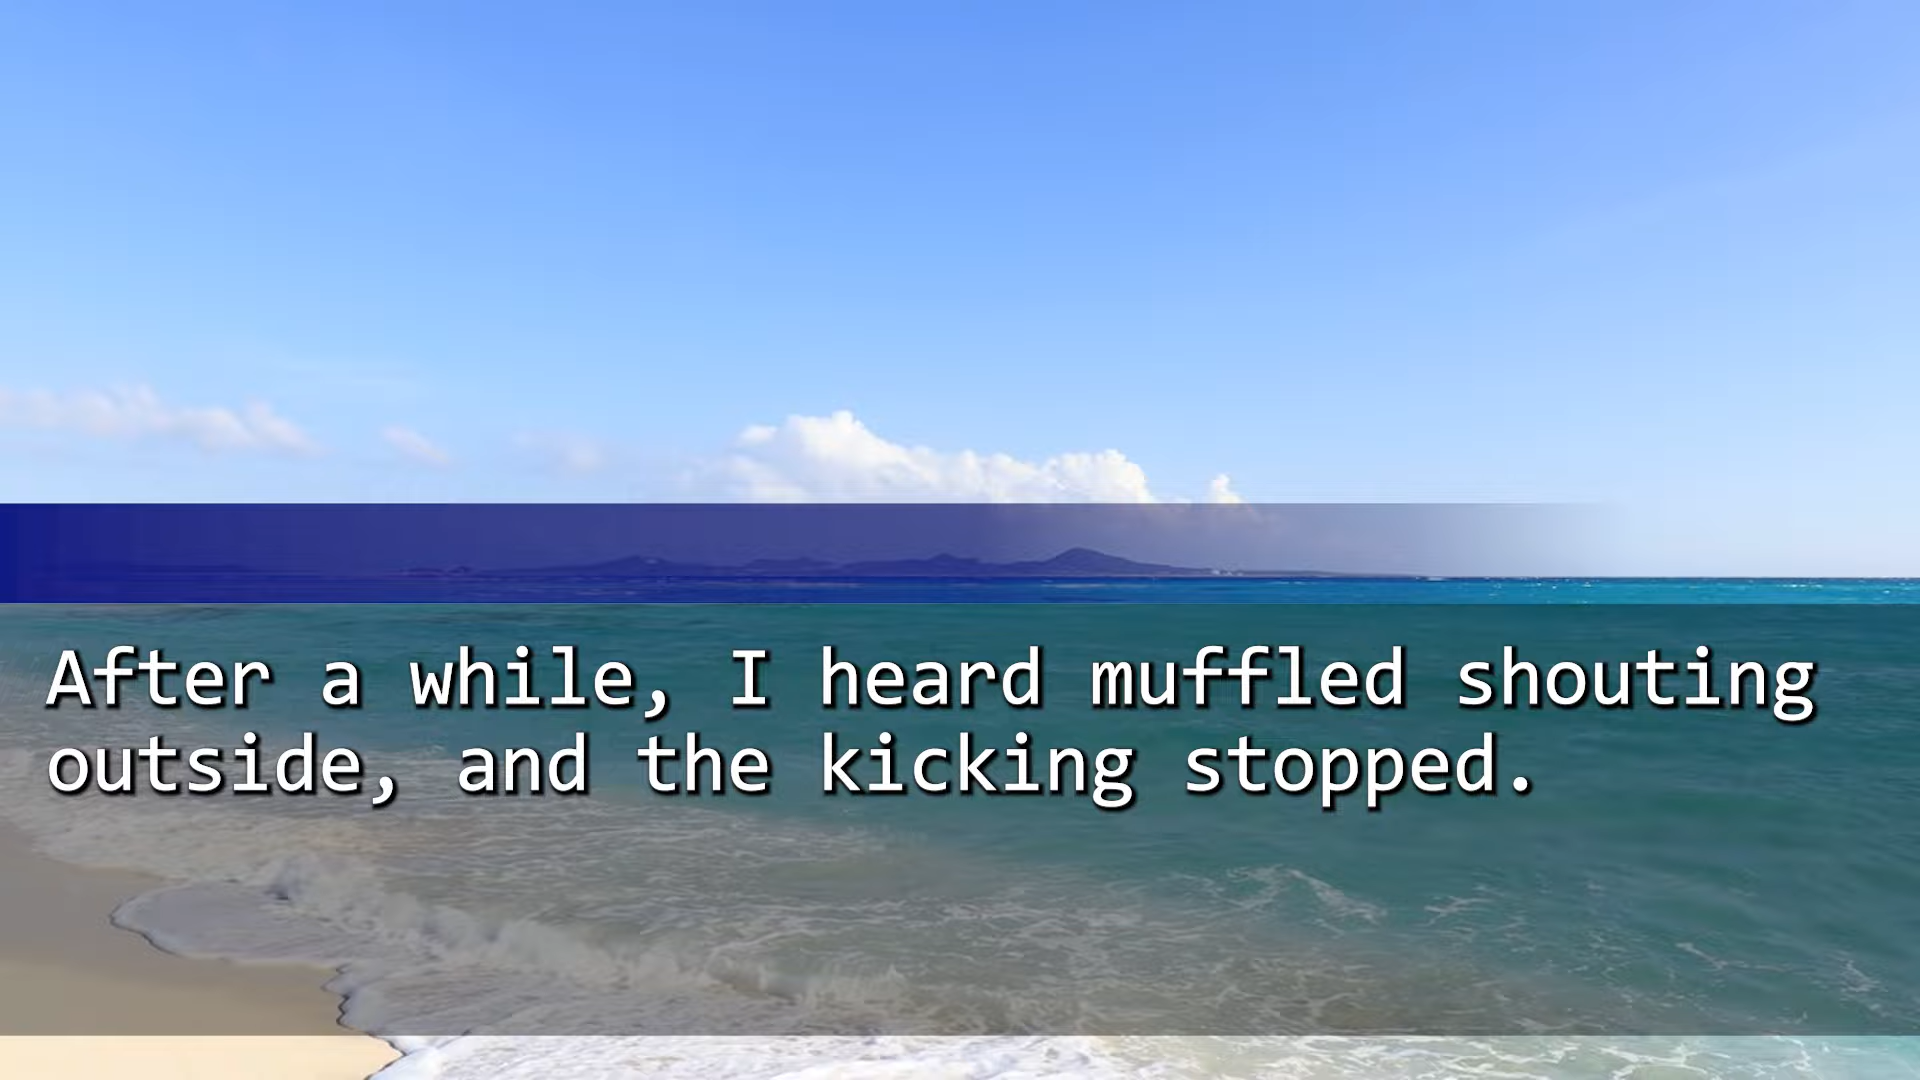 After a while, I heard muffled shouting
outside, and the kicking stopped.